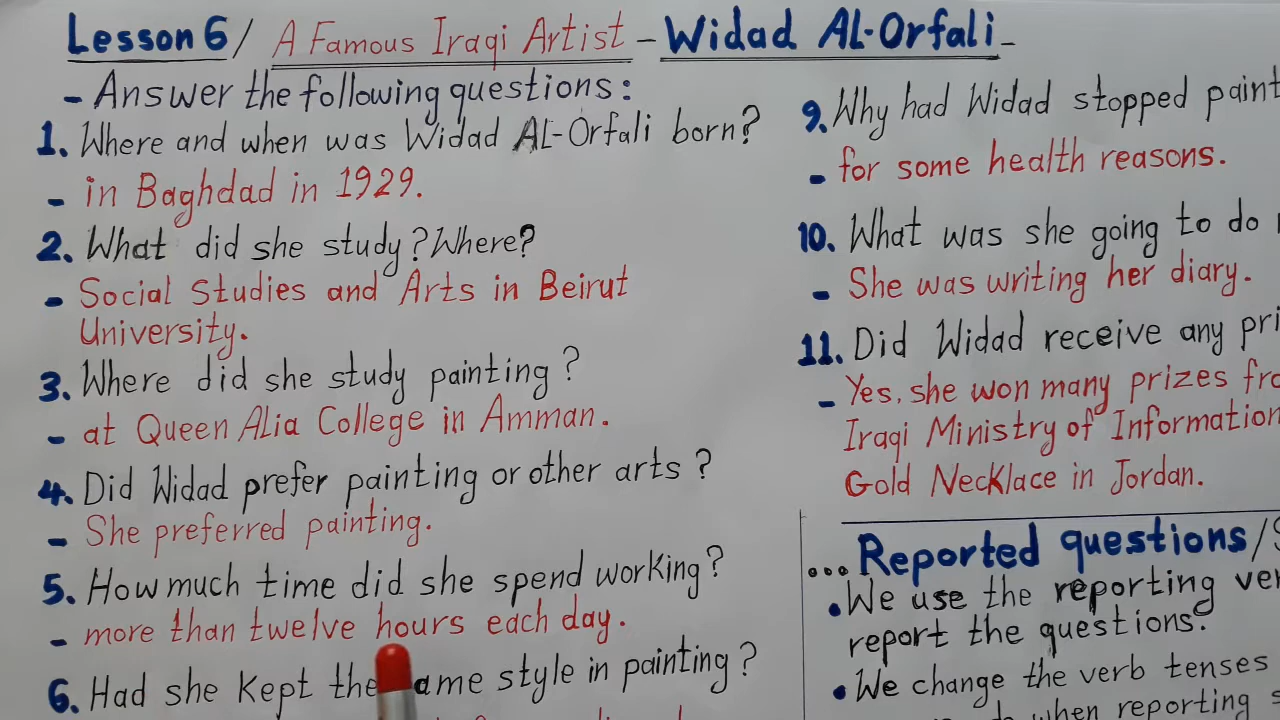 Lesson 6/ A Famous Iraqi Artist - Widad AL-Orfali -
- Answer the following questions:
1. Where and when was Widad AL-Orfali born?
- in Baghdad in 1929.
2. What did she study? Where?
- Social Studies and Arts in Beirut
University.
3. Where did she study painting?
- at Queen Alia College in Amman.
4. Did Widad prefer painting or other arts?
- She preferred painting.
5. How much time did she spend working?
- more than twelve hours each day.
6. Had she kept the ame style in painting?
9. Why had Widad stopped paint
- for some health reasons.
10. What was she going to do
- She was writing her diary.
11. Did Widad receive any pri
- Yes, she won many prizes fro
Iraqi Ministry of Information
Gold Necklace in Jordan.
... Reported questions/
• We use the reporting ver
report the questions.
• We change the verb tenses
when reporting